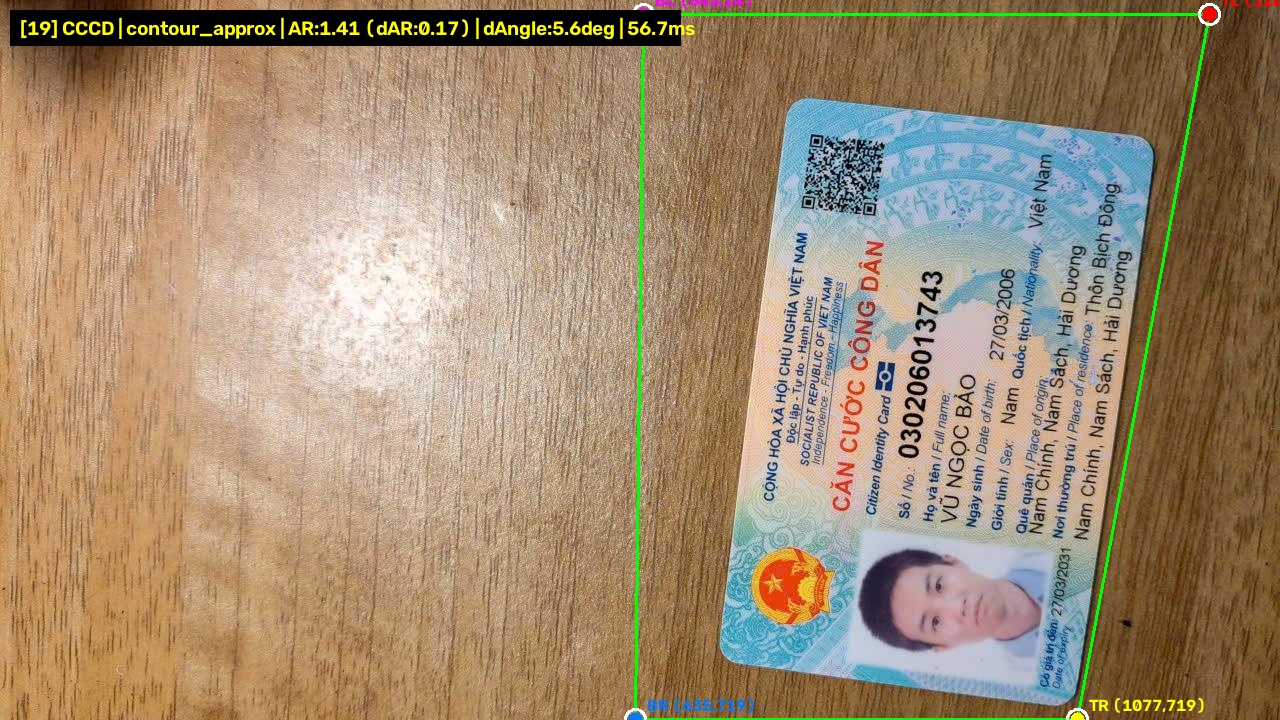 [19] CCCD | contour_approx | AR:1.41 (dAR:0.17) | dAngle:5.6deg | 56.7ms
CỘNG HÒA XÃ HỘI CHỦ NGHĨA VIỆT NAM
Độc lập - Tự do - Hạnh phúc
SOCIALIST REPUBLIC OF VIET NAM
Independence - Freedom - Happiness
CĂN CƯỚC CÔNG DÂN
Citizen Identity Card
Số / No.: 030206013743
Họ và tên / Full name:
VŨ NGỌC BẢO
Ngày sinh / Date of birth: 27/03/2006
Giới tính / Sex: Nam Quốc tịch / Nationality: Việt Nam
Quê quán / Place of origin:
Nam Chính, Nam Sách, Hải Dương
Nơi thường trú / Place of residence: Thôn Bịch Đông,
Nam Chính, Nam Sách, Hải Dương
Có giá trị đến: 27/03/2031
Date of expiry
BR (635,719)
TR (1077,719)